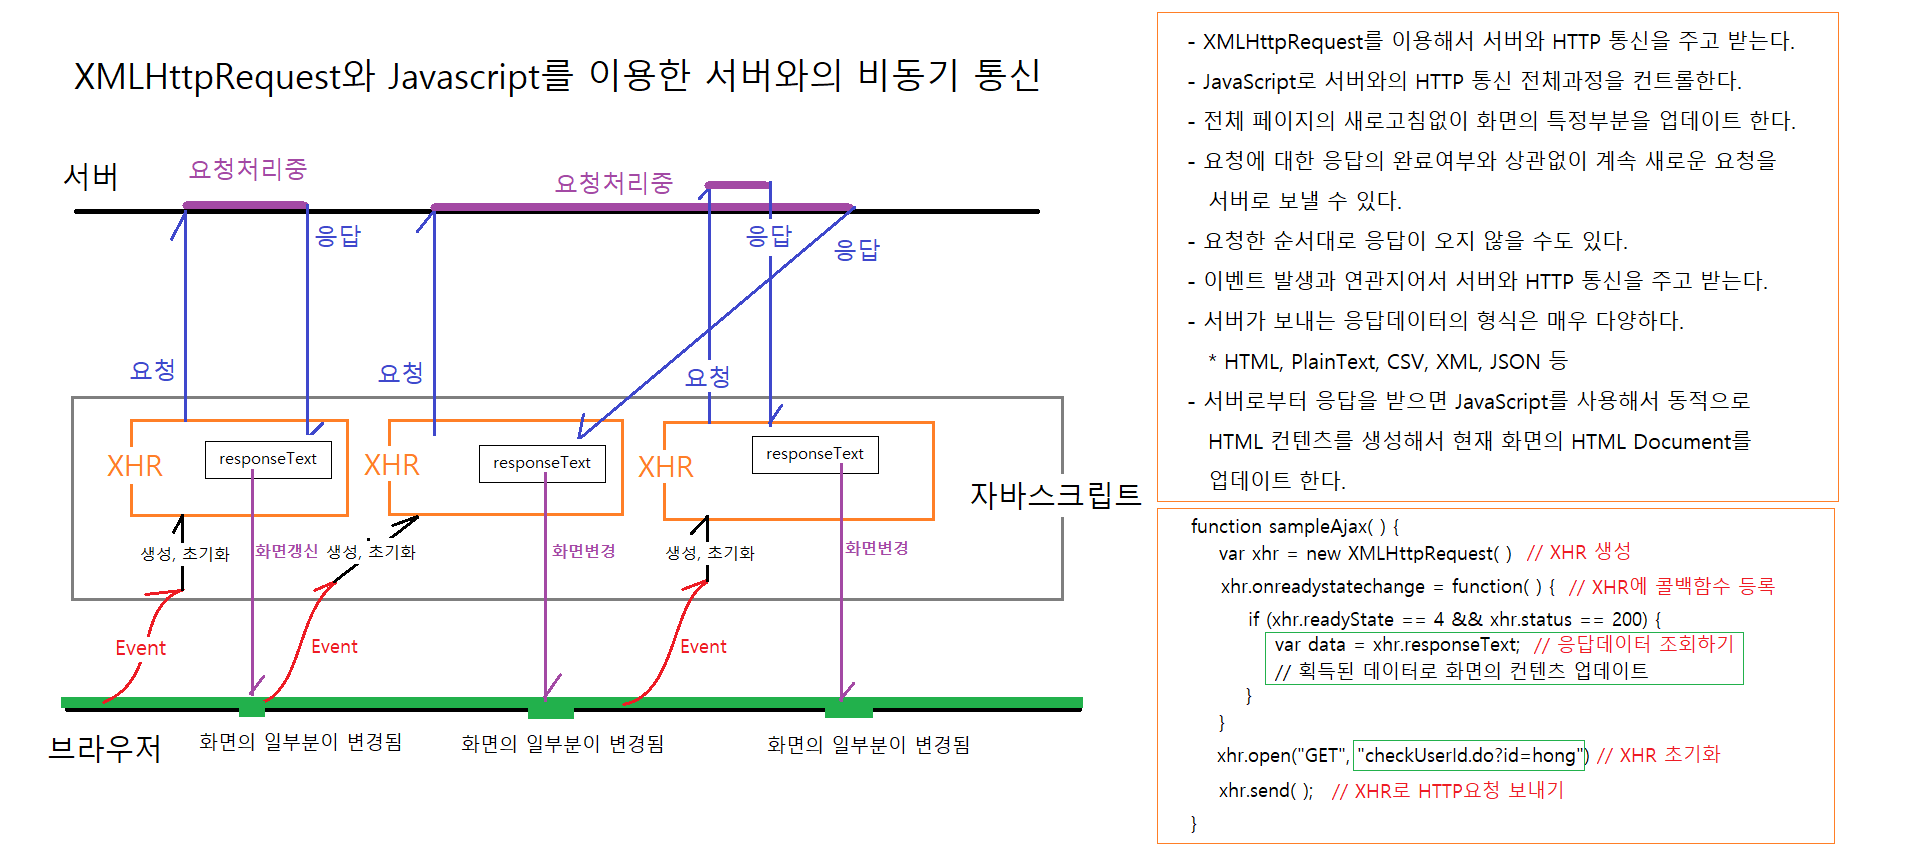 XMLHttpRequest와 Javascript를 이용한 서버와의 비동기 통신
서버
요청처리중
요청처리중
응답
응답
응답
요청
요청
요청
XHR
responseText
XHR
responseText
XHR
responseText
자바스크립트
생성, 초기화
화면갱신
생성, 초기화
화면변경
생성, 초기화
화면변경
Event
Event
Event
브라우저
화면의 일부분이 변경됨
화면의 일부분이 변경됨
화면의 일부분이 변경됨
- XMLHttpRequest를 이용해서 서버와 HTTP 통신을 주고 받는다.
- JavaScript로 서버와의 HTTP 통신 전체과정을 컨트롤한다.
- 전체 페이지의 새로고침없이 화면의 특정부분을 업데이트 한다.
- 요청에 대한 응답의 완료여부와 상관없이 계속 새로운 요청을
서버로 보낼 수 있다.
- 요청한 순서대로 응답이 오지 않을 수도 있다.
- 이벤트 발생과 연관지어서 서버와 HTTP 통신을 주고 받는다.
- 서버가 보내는 응답데이터의 형식은 매우 다양하다.
* HTML, PlainText, CSV, XML, JSON 등
- 서버로부터 응답을 받으면 JavaScript를 사용해서 동적으로
HTML 컨텐츠를 생성해서 현재 화면의 HTML Document를
업데이트 한다.
function sampleAjax( ) {
var xhr = new XMLHttpRequest( ) // XHR 생성
xhr.onreadystatechange = function( ) { // XHR에 콜백함수 등록
if (xhr.readyState == 4 && xhr.status == 200) {
var data = xhr.responseText; // 응답데이터 조회하기
// 획득된 데이터로 화면의 컨텐츠 업데이트
}
}
xhr.open("GET", "checkUserId.do?id=hong") // XHR 초기화
xhr.send( ); // XHR로 HTTP요청 보내기
}